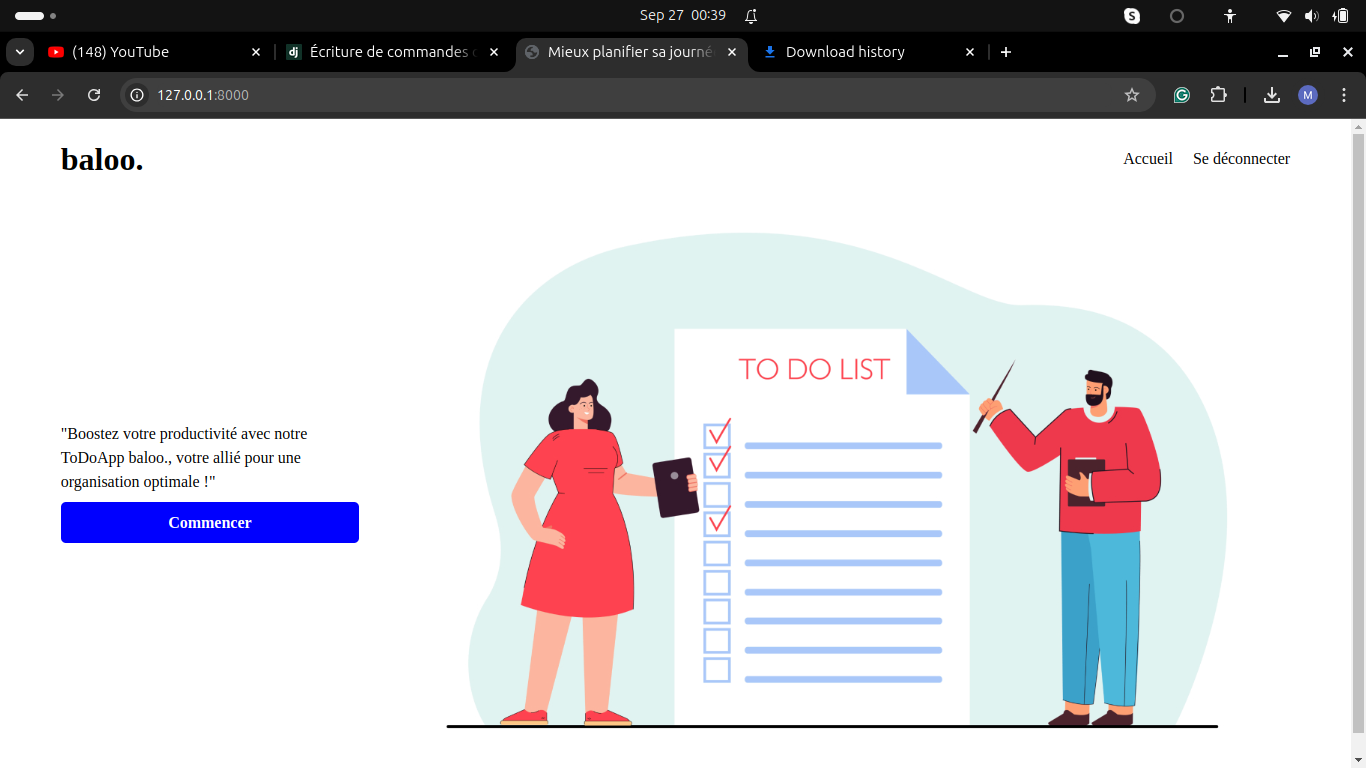 Sep 27 00:39
S
(148) YouTube
dj
Écriture de commandes
Mieux planifier sa journé
Download history
127.0.0.1:8000
M
baloo.
Accueil
Se déconnecter
TO DO LIST
"Boostez votre productivité avec notre
ToDoApp baloo., votre allié pour une
organisation optimale !"
Commencer